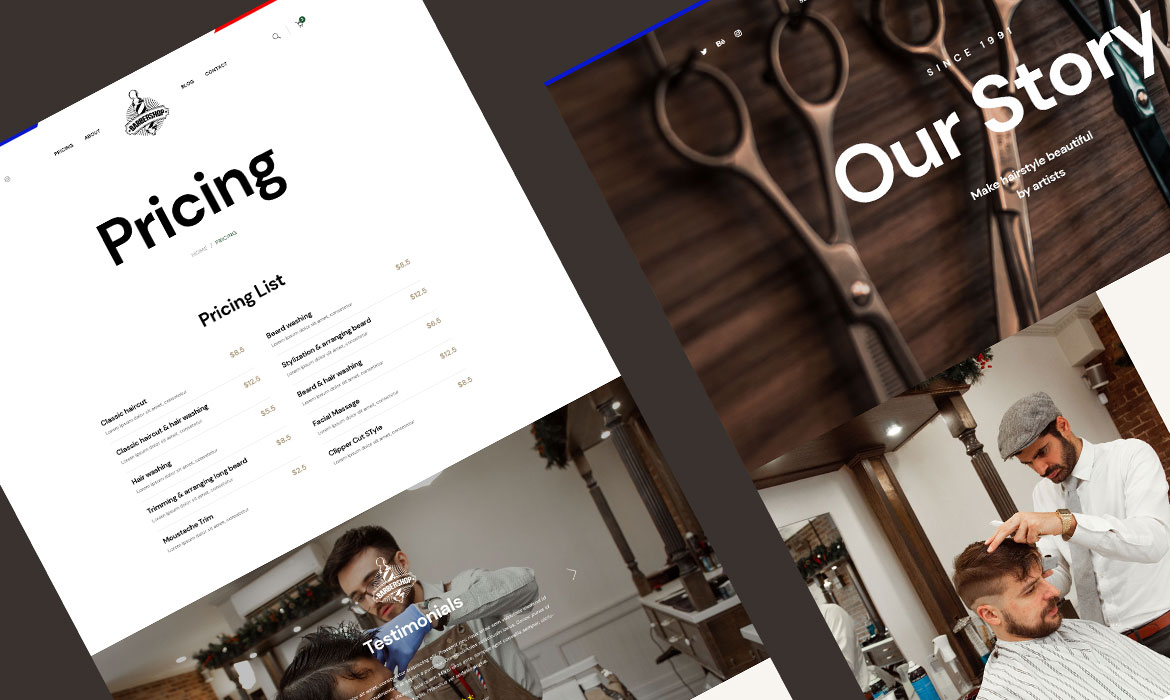 PRICING
ABOUT
BARBERSHOP
BLOG
CONTACT
Pricing
HOME / PRICING
Pricing List
Classic haircut
$8.5
Lorem ipsum dolor sit amet, consectetur
Classic haircut & hair washing
$12.5
Lorem ipsum dolor sit amet, consectetur
Hair washing
$5.5
Lorem ipsum dolor sit amet, consectetur
Trimming & arranging long beard
$8.5
Lorem ipsum dolor sit amet, consectetur
Moustache Trim
$2.5
Lorem ipsum dolor sit amet, consectetur
Beard washing
$8.5
Lorem ipsum dolor sit amet, consectetur
Stylization & arranging beard
$12.5
Lorem ipsum dolor sit amet, consectetur
Beard & hair washing
$8.5
Lorem ipsum dolor sit amet, consectetur
Facial Massage
$12.5
Lorem ipsum dolor sit amet, consectetur
Clipper Cut STyle
$8.5
Lorem ipsum dolor sit amet, consectetur
BARBERSHOP
Testimonials
Bē
SINCE 1991
Our Story
Make hairstyle beautiful
by artists